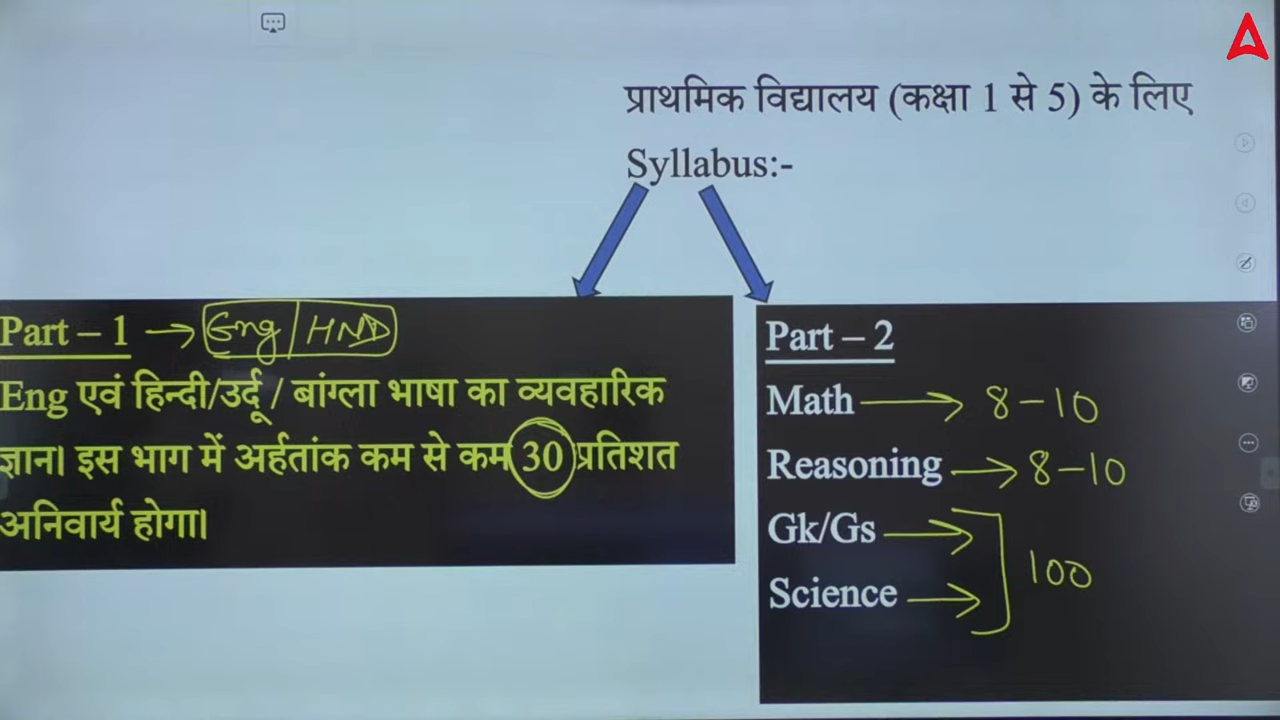 प्राथमिक विद्यालय (कक्षा 1 से 5) के लिए
Syllabus:-
Part – 1 → Eng | HND
Eng एवं हिन्दी/उर्दू / बांग्ला भाषा का व्यवहारिक
ज्ञान। इस भाग में अर्हतांक कम से कम 30 प्रतिशत
अनिवार्य होगा।
Part – 2
Math → 8-10
Reasoning → 8-10
Gk/Gs →
Science →
100